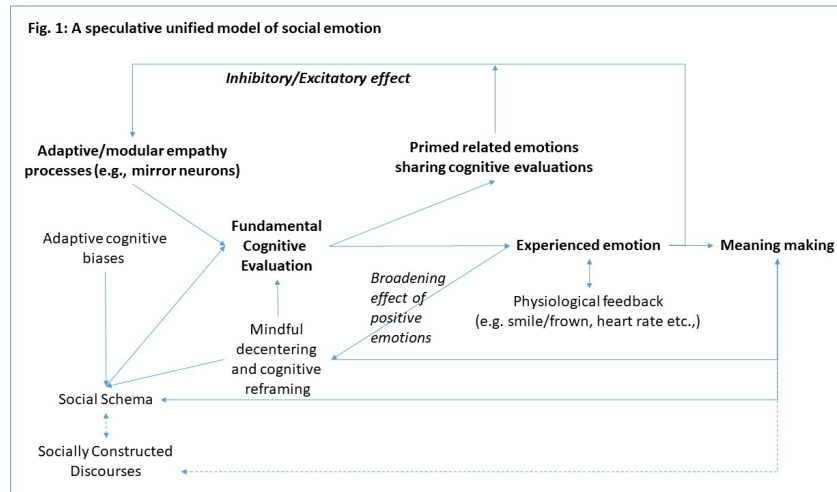 Fig. 1: A speculative unified model of social emotion
Inhibitory/Excitatory effect
Adaptive/modular empathy
processes (e.g., mirror neurons)
Primed related emotions
sharing cognitive evaluations
Adaptive cognitive
biases
Fundamental
Cognitive
Evaluation
Experienced emotion
Meaning making
Broadening
effect of
positive
emotions
Physiological feedback
(e.g. smile/frown, heart rate etc.,)
Mindful
decentering
and cognitive
reframing
Social Schema
Socially Constructed
Discourses